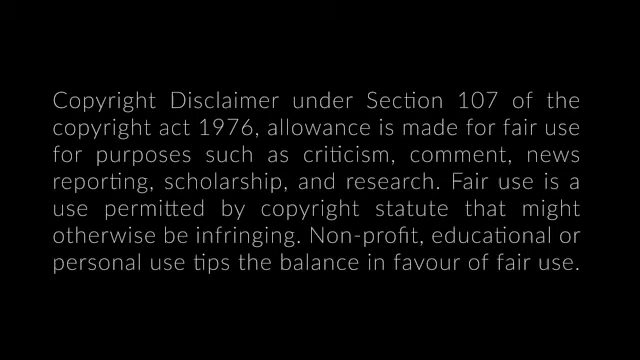 Copyright Disclaimer under Section 107 of the
copyright act 1976, allowance is made for fair use
for purposes such as criticism, comment, news
reporting, scholarship, and research. Fair use is a
use permitted by copyright statute that might
otherwise be infringing. Non-profit, educational or
personal use tips the balance in favour of fair use.